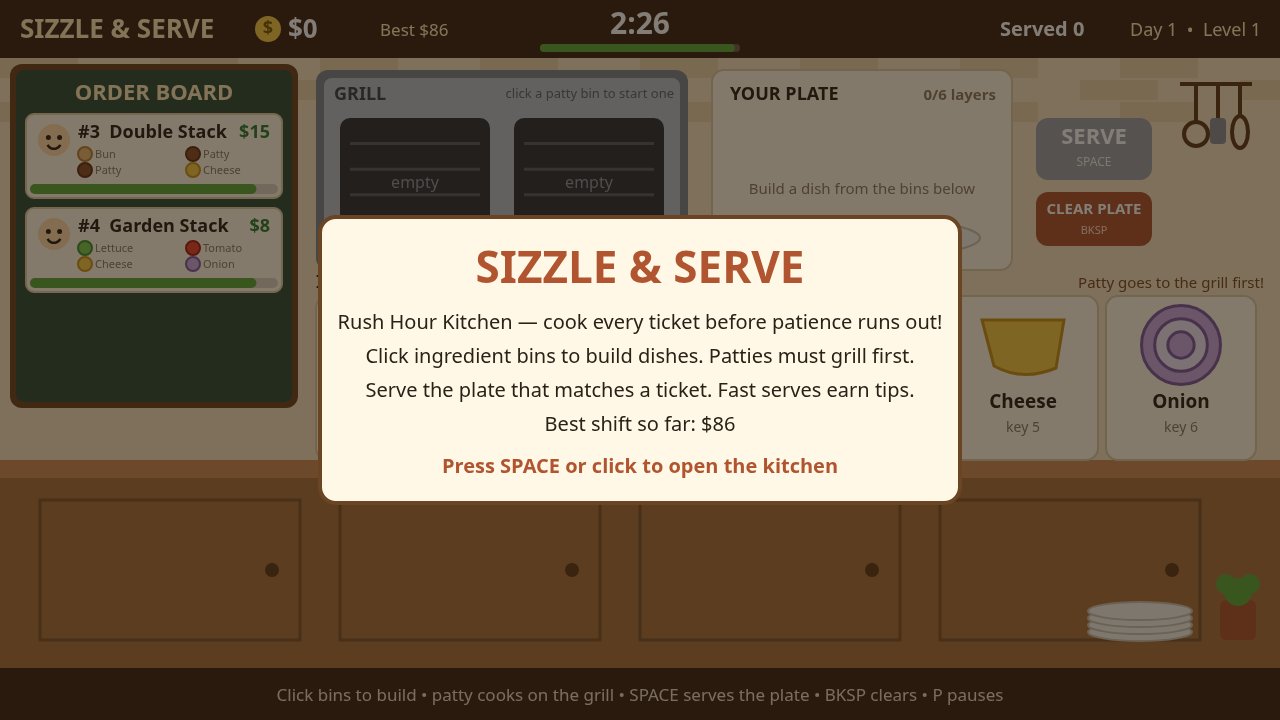 SIZZLE & SERVE
$ $0
Best $86
2:26
Served 0
Day 1 • Level 1
ORDER BOARD
#3 Double Stack $15
Bun Patty
Patty Cheese
#4 Garden Stack $8
Lettuce Tomato
Cheese Onion
GRILL
click a patty bin to start one
empty
empty
YOUR PLATE
0/6 layers
Build a dish from the bins below
SERVE
SPACE
CLEAR PLATE
BKSP
Patty goes to the grill first!
SIZZLE & SERVE
Rush Hour Kitchen — cook every ticket before patience runs out!
Click ingredient bins to build dishes. Patties must grill first.
Serve the plate that matches a ticket. Fast serves earn tips.
Best shift so far: $86
Press SPACE or click to open the kitchen
Cheese
key 5
Onion
key 6
Click bins to build • patty cooks on the grill • SPACE serves the plate • BKSP clears • P pauses